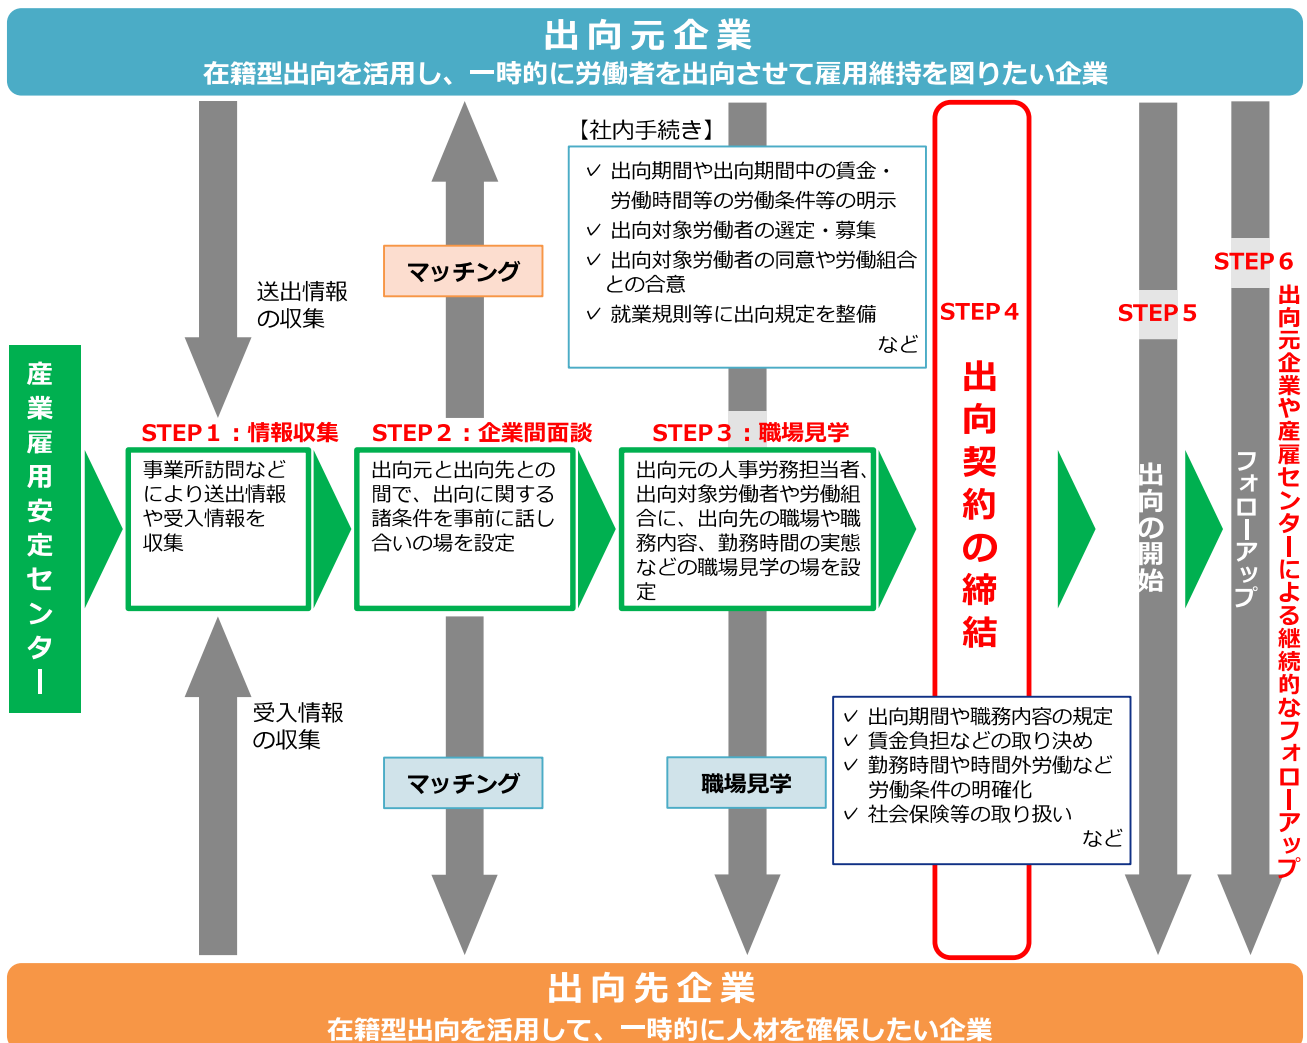 出向元企業
在籍型出向を活用し、一時的に労働者を出向させて雇用維持を図りたい企業
【社内手続き】
✓ 出向期間や出向期間中の賃金・
労働時間等の労働条件等の明示
✓ 出向対象労働者の選定・募集
✓ 出向対象労働者の同意や労働組合
との合意
✓ 就業規則等に出向規定を整備
など
マッチング
送出情報
の収集
産業雇用安定センター
STEP1：情報収集
事業所訪問など
により送出情報
や受入情報を
収集
STEP2：企業間面談
出向元と出向先との
間で、出向に関する
諸条件を事前に話し
合いの場を設定
STEP3：職場見学
出向元の人事労務担当者、
出向対象労働者や労働組
合に、出向先の職場や職
務内容、勤務時間の実態
などの職場見学の場を設
定
STEP4
出向契約の締結
STEP5
出向の開始
STEP6
フォローアップ
出向元企業や産雇センターによる継続的なフォローアップ
受入情報
の収集
マッチング
職場見学
✓ 出向期間や職務内容の規定
✓ 賃金負担などの取り決め
✓ 勤務時間や時間外労働など
労働条件の明確化
✓ 社会保険等の取り扱い
など
出向先企業
在籍型出向を活用して、一時的に人材を確保したい企業